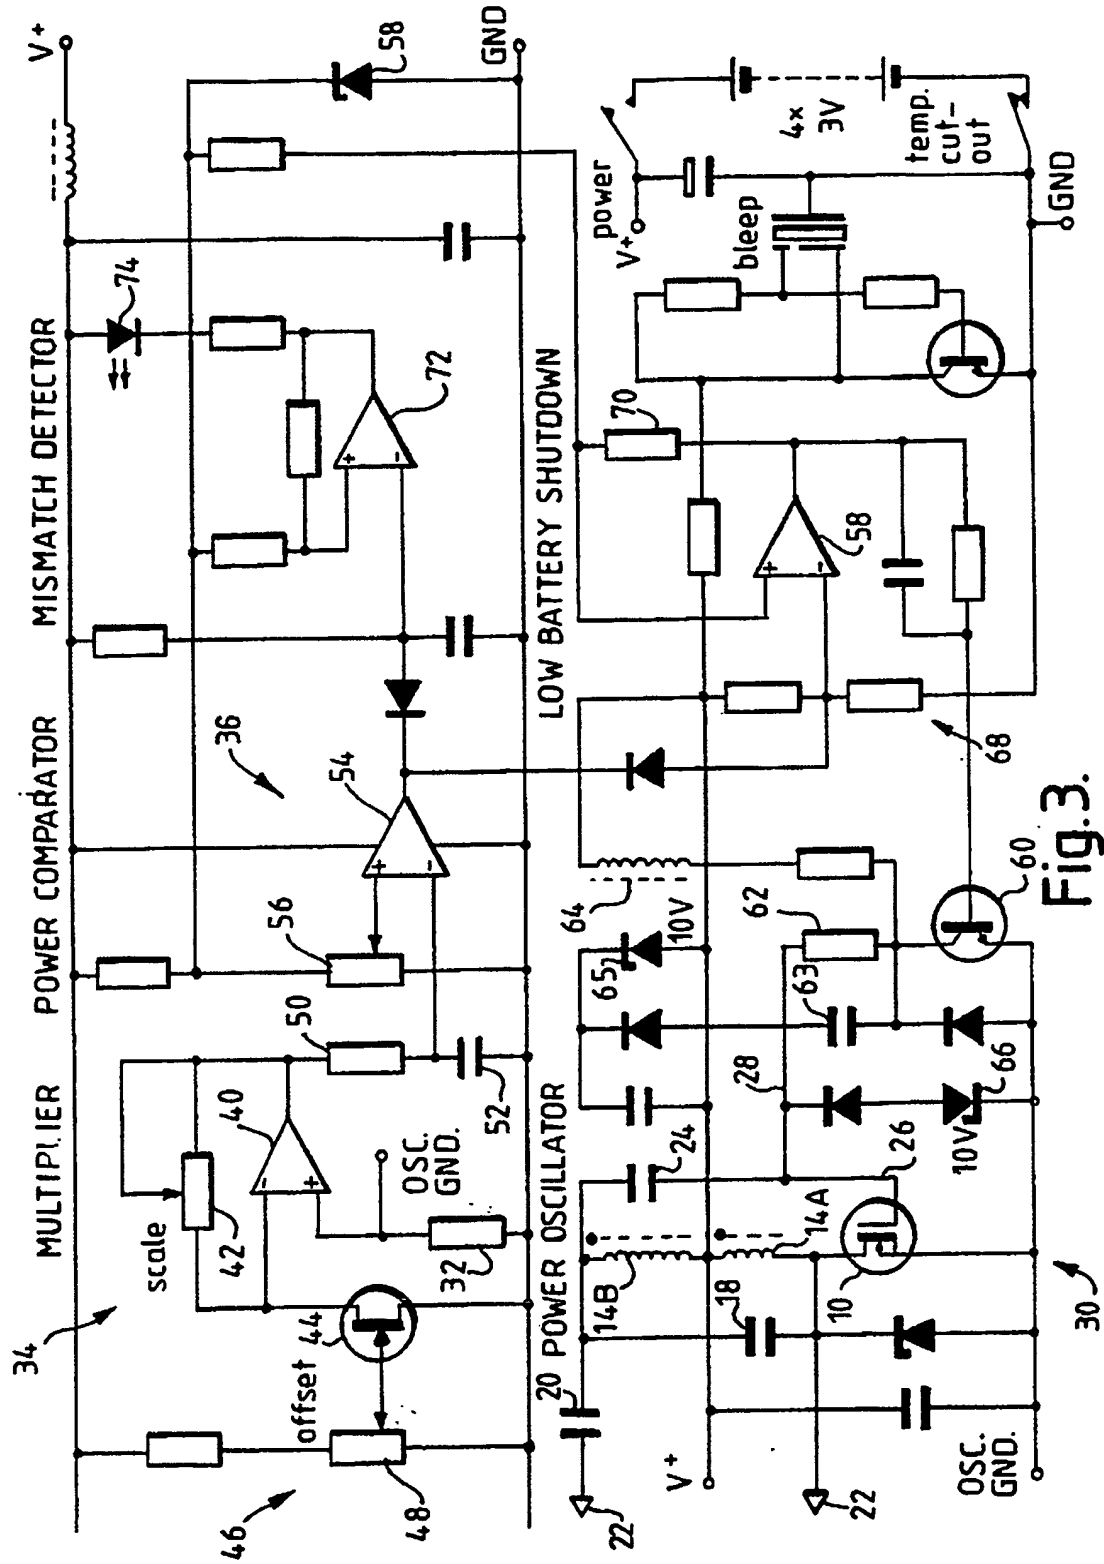 MULTIPLIER
POWER COMPARATOR
MISMATCH DETECTOR
V+
34
scale
42
40
50
56
36
54
74
72
58
GND
46
48
offset
44
32
OSC.
GND.
52
+
-
+
-
+
-
POWER OSCILLATOR
LOW BATTERY SHUTDOWN
20
22
18
14B
14A
24
28
26
10
65
10V
64
63
62
66
10V
60
68
58
+
-
70
bleep
power
V+
4x
3V
temp.
cut-
out
GND
V+
22
OSC.
GND.
30
Fig.3.